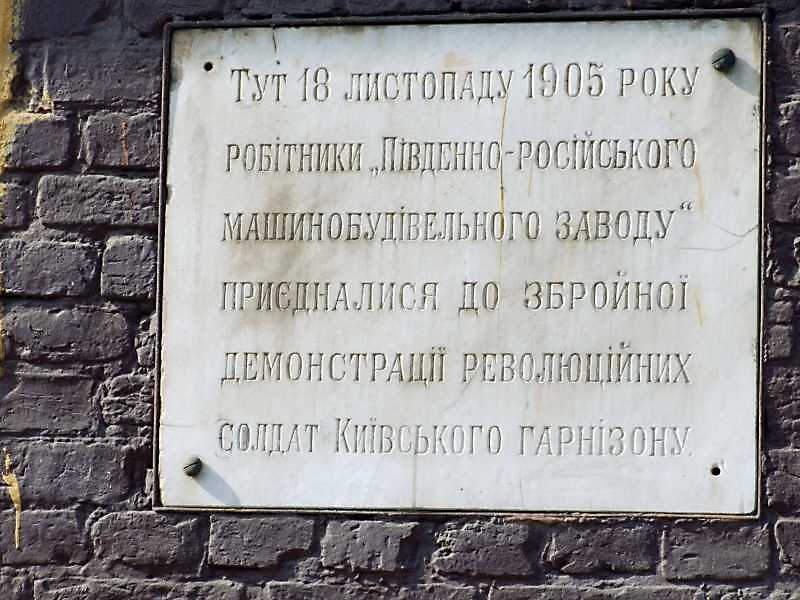 Тут 18 листопаду 1905 року
робітники „Південно-російського
машинобудівельного заводу“
приєдналися до збройної
демонстрації революційних
солдат Київського гарнізону.